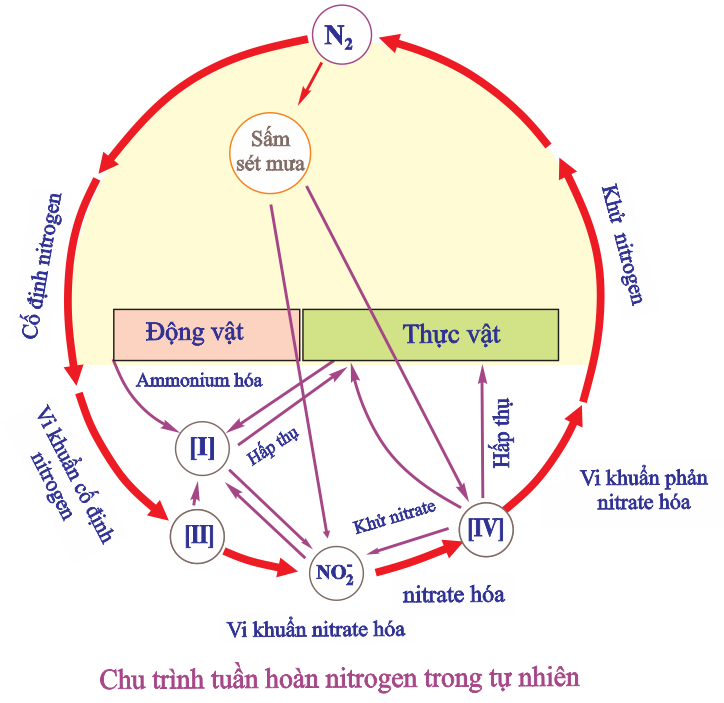 N₂
Sấm
sét mưa
Cố định nitrogen
Khử nitrogen
Động vật
Thực vật
Ammonium hóa
[I]
Hấp thụ
Hấp thụ
Vi khuẩn cố định
nitrogen
Vi khuẩn phản
nitrate hóa
[II]
Khử nitrate
[IV]
NO₂⁻
nitrate hóa
Vi khuẩn nitrate hóa
Chu trình tuần hoàn nitrogen trong tự nhiên